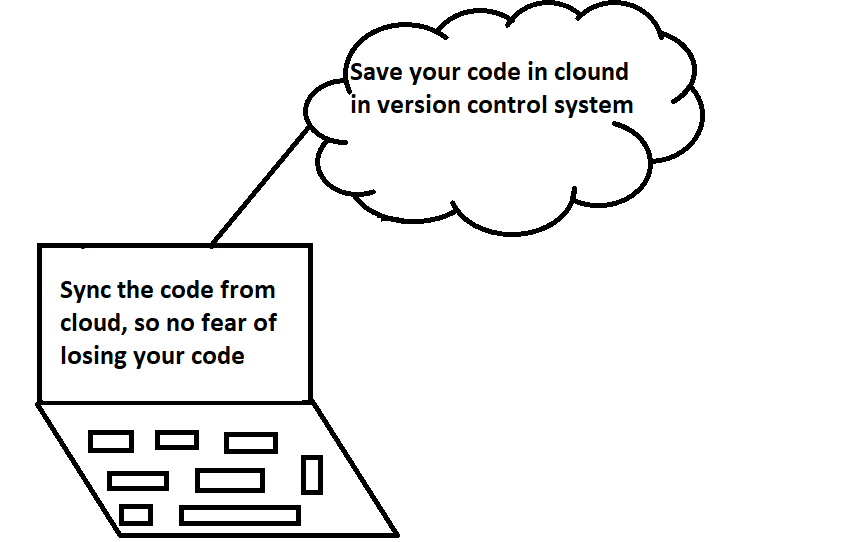 Save your code in clound
in version control system
Sync the code from
cloud, so no fear of
losing your code